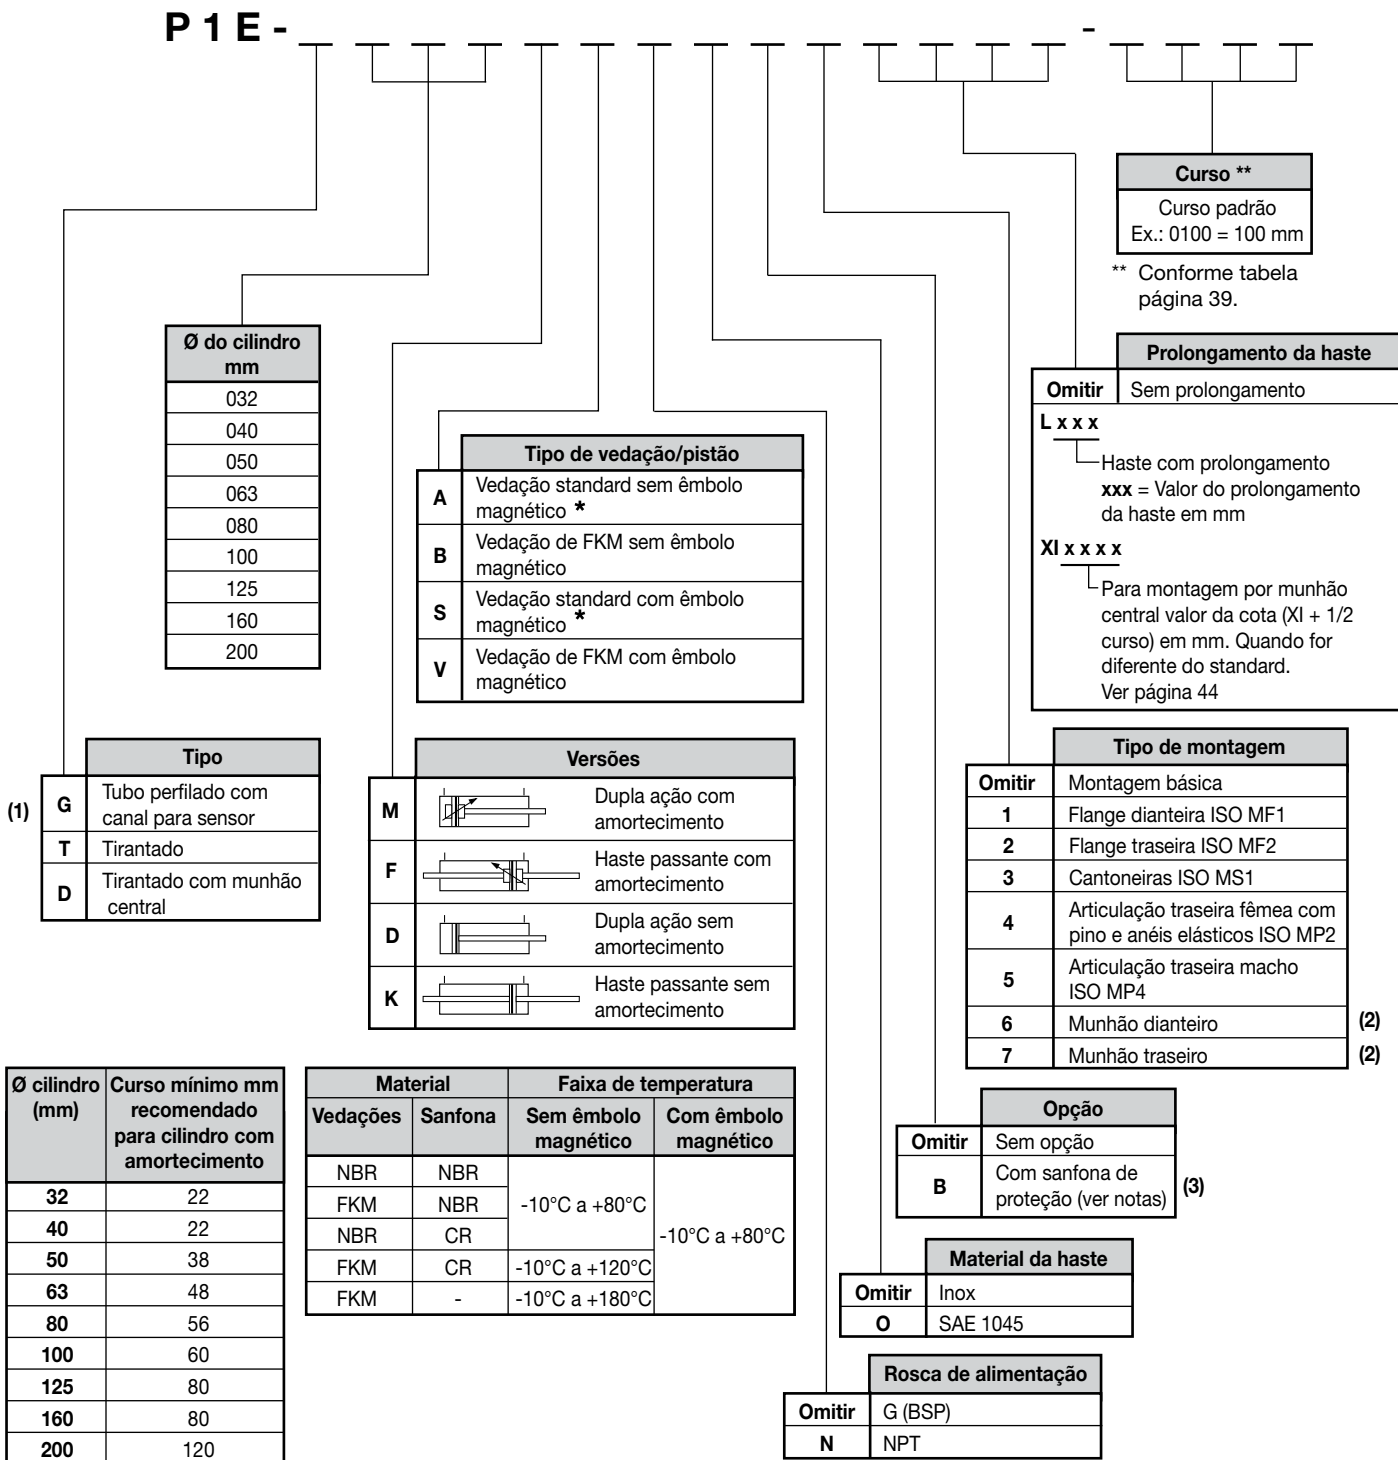 P 1 E - _ _ _ _ _ _ _ _ _ _ _ _ _ _ - _ _ _ _
Curso **
Curso padrão
Ex.: 0100 = 100 mm
** Conforme tabela
página 39.
Ø do cilindro
mm
032
040
050
063
080
100
125
160
200
Prolongamento da haste
Omitir Sem prolongamento
L x x x
Haste com prolongamento
xxx = Valor do prolongamento
da haste em mm
XI x x x x
Para montagem por munhão
central valor da cota (XI + 1/2
curso) em mm. Quando for
diferente do standard.
Ver página 44
Tipo de vedação/pistão
A Vedação standard sem êmbolo
magnético *
B Vedação de FKM sem êmbolo
magnético
S Vedação standard com êmbolo
magnético *
V Vedação de FKM com êmbolo
magnético
Tipo
(1) G Tubo perfilado com
canal para sensor
T Tirantado
D Tirantado com munhão
central
Versões
M Dupla ação com
amortecimento
F Haste passante com
amortecimento
D Dupla ação sem
amortecimento
K Haste passante sem
amortecimento
Tipo de montagem
Omitir Montagem básica
1 Flange dianteira ISO MF1
2 Flange traseira ISO MF2
3 Cantoneiras ISO MS1
4 Articulação traseira fêmea com
pino e anéis elásticos ISO MP2
5 Articulação traseira macho
ISO MP4
6 Munhão dianteiro (2)
7 Munhão traseiro (2)
Ø cilindro
(mm)
Curso mínimo mm
recomendado
para cilindro com
amortecimento
32 22
40 22
50 38
63 48
80 56
100 60
125 80
160 80
200 120
Material Faixa de temperatura
Vedações Sanfona Sem êmbolo
magnético
Com êmbolo
magnético
NBR NBR
FKM NBR -10°C a +80°C
NBR CR -10°C a +80°C
FKM CR -10°C a +120°C
FKM - -10°C a +180°C
Opção
Omitir Sem opção
B Com sanfona de
proteção (ver notas) (3)
Material da haste
Omitir Inox
O SAE 1045
Rosca de alimentação
Omitir G (BSP)
N NPT